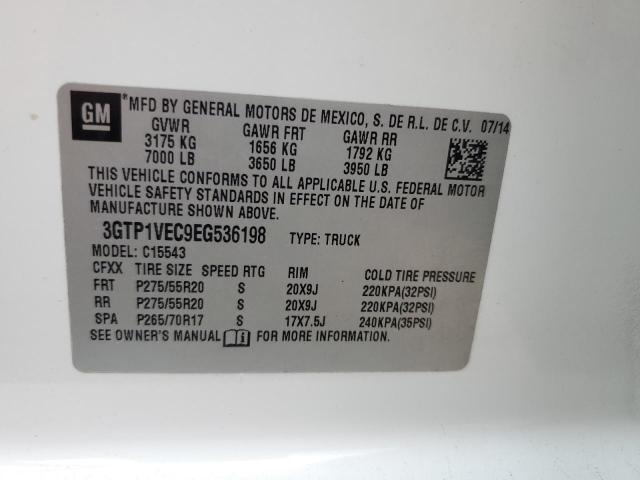 GM *MFD BY GENERAL MOTORS DE MEXICO, S. DE R.L. DE C.V. 07/14
GVWR GAWR FRT GAWR RR
3175 KG 1656 KG 1792 KG
7000 LB 3650 LB 3950 LB
THIS VEHICLE CONFORMS TO ALL APPLICABLE U.S. FEDERAL MOTOR
VEHICLE SAFETY STANDARDS IN EFFECT ON THE DATE OF
MANUFACTURE SHOWN ABOVE.
3GTP1VEC9EG536198 TYPE: TRUCK
MODEL: C15543
CFXX TIRE SIZE SPEED RTG RIM COLD TIRE PRESSURE
FRT P275/55R20 S 20X9J 220KPA(32PSI)
RR P275/55R20 S 20X9J 220KPA(32PSI)
SPA P265/70R17 S 17X7.5J 240KPA(35PSI)
SEE OWNER'S MANUAL FOR MORE INFORMATION.